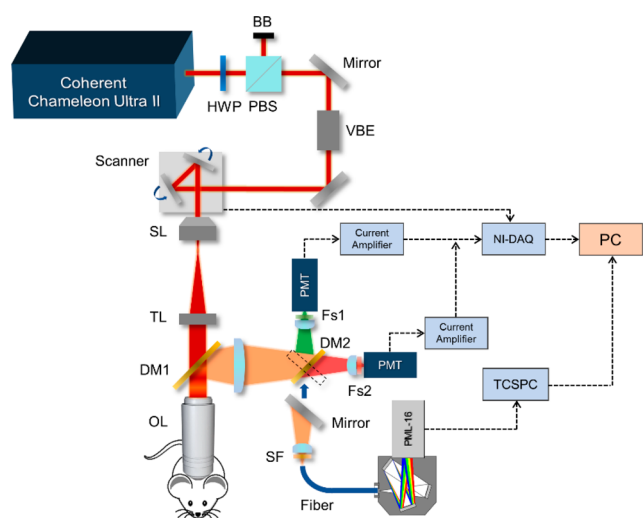 BB
Coherent
Chameleon Ultra II
HWP
PBS
Mirror
VBE
Scanner
SL
Current
Amplifier
NI-DAQ
PC
PMT
Fs1
TL
DM2
Current
Amplifier
DM1
PMT
Fs2
TCSPC
OL
Mirror
PML-16
SF
Fiber